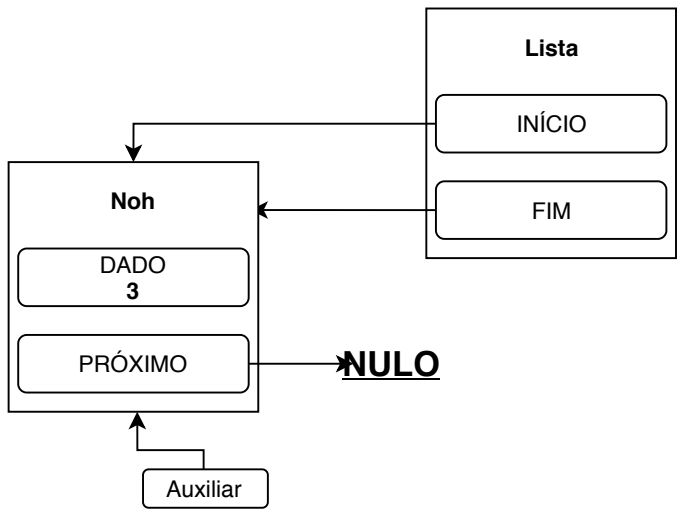 Lista
INÍCIO
FIM
Noh
DADO
3
PRÓXIMO
NULO
Auxiliar